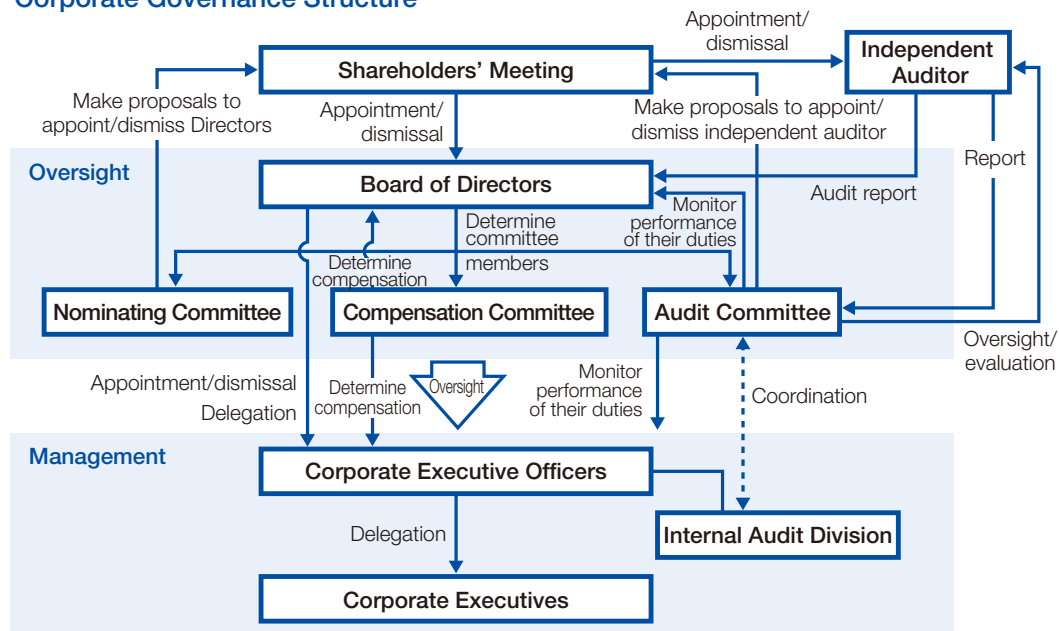 Corporate Governance Structure
Appointment/
dismissal
Independent
Auditor
Shareholders' Meeting
Make proposals to
appoint/dismiss Directors
Appointment/
dismissal
Make proposals to appoint/
dismiss independent auditor
Report
Oversight
Board of Directors
Audit report
Monitor
performance
of their duties
Determine
committee
members
Determine
compensation
Nominating Committee
Compensation Committee
Audit Committee
Oversight/
evaluation
Appointment/dismissal
Delegation
Determine
compensation
Oversight
Monitor
performance
of their duties
Coordination
Management
Corporate Executive Officers
Delegation
Internal Audit Division
Corporate Executives